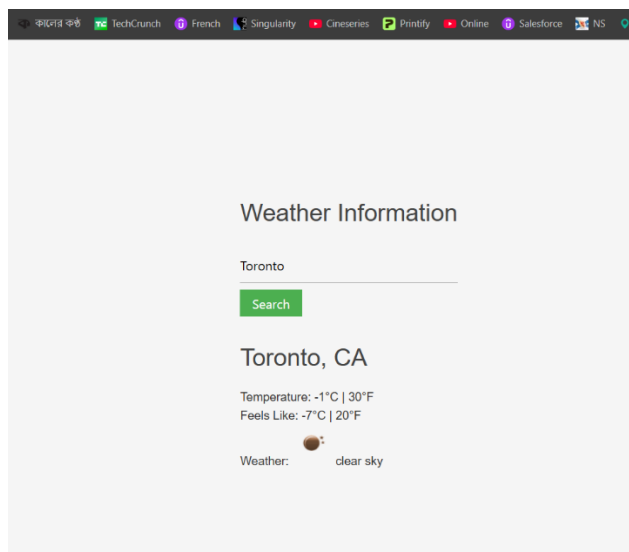 কালের কণ্ঠ TechCrunch French Singularity Cineseries Printify Online Salesforce NS
Weather Information
Toronto
Search
Toronto, CA
Temperature: -1°C | 30°F
Feels Like: -7°C | 20°F
Weather: clear sky